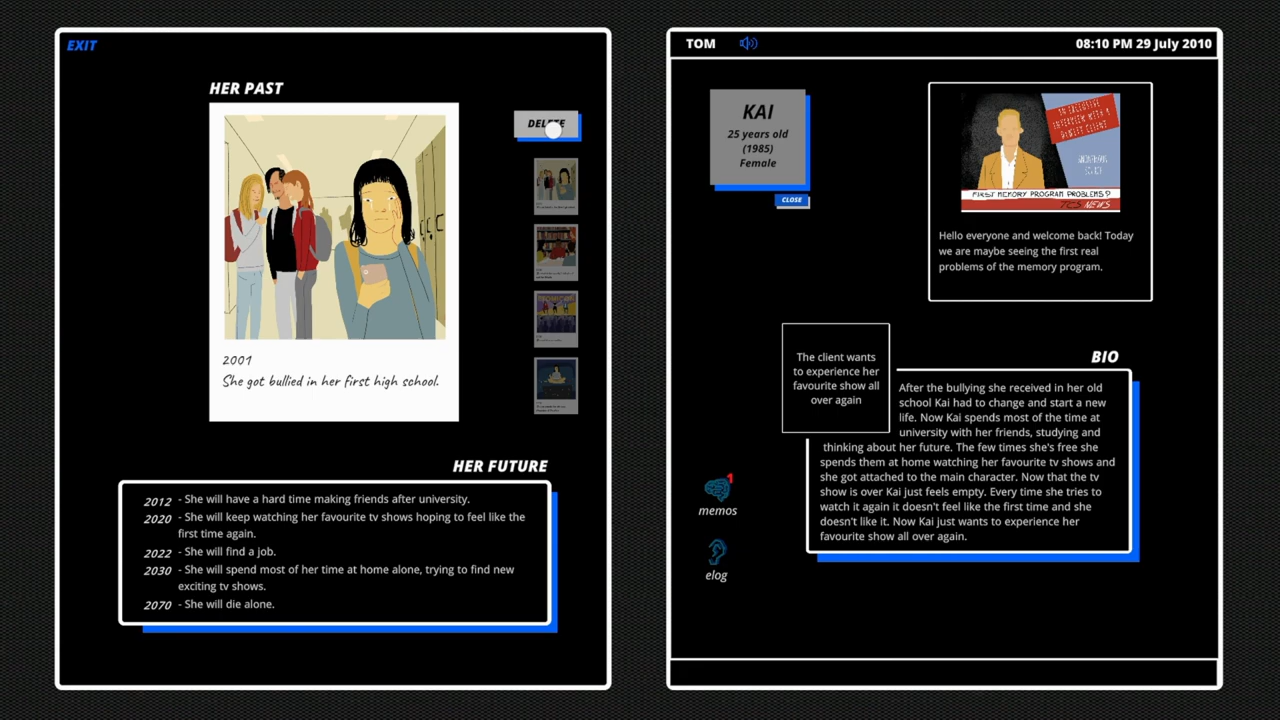 EXIT
HER PAST
DELETE
2001
She got bullied in her first high school.
HER FUTURE
2012 - She will have a hard time making friends after university.
2020 - She will keep watching her favourite tv shows hoping to feel like the
first time again.
2022 - She will find a job.
2030 - She will spend most of her time at home alone, trying to find new
exciting tv shows.
2070 - She will die alone.
TOM
08:10 PM 29 July 2010
KAI
25 years old
(1985)
Female
CLOSE
AN EXCLUSIVE
INTERVIEW WITH A
FIRST MEMORY PROGRAM PROBLEMS?
NEWS
Hello everyone and welcome back! Today
we are maybe seeing the first real
problems of the memory program.
The client wants
to experience her
favourite show all
over again
BIO
After the bullying she received in her old
school Kai had to change and start a new
life. Now Kai spends most of the time at
university with her friends, studying and
thinking about her future. The few times she's free she
spends them at home watching her favourite tv shows and
she got attached to the main character. Now that the tv
show is over Kai just feels empty. Every time she tries to
watch it again it doesn't feel like the first time and she
doesn't like it. Now Kai just wants to experience her
favourite show all over again.
1
memos
elog